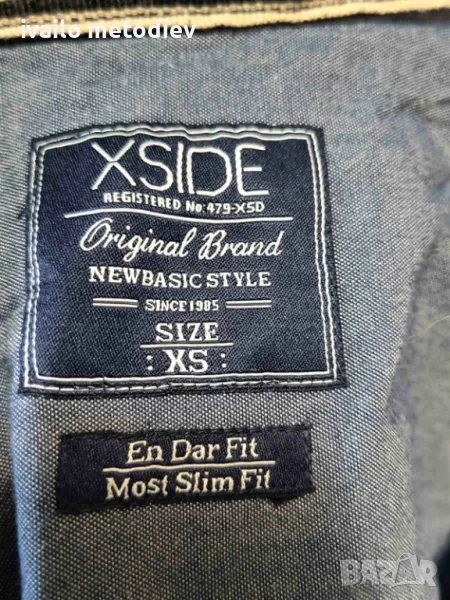 ivailo metodiev
XSIDE
REGISTERED No:479-XSD
Original Brand
NEWBASIC STYLE
SINCE 1985
SIZE
: XS :
En Dar Fit
Most Slim Fit
BAZAR